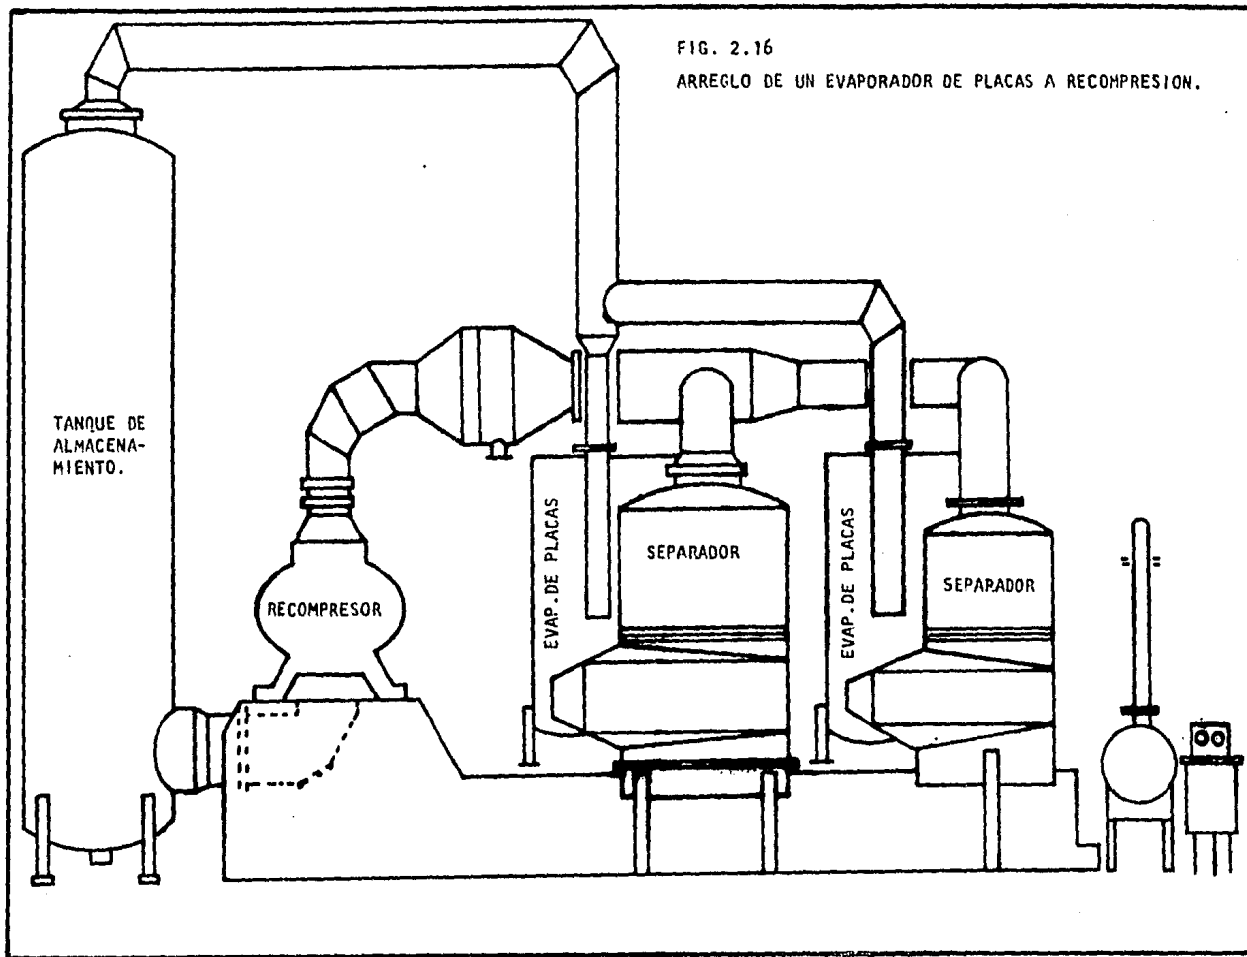 FIG. 2.16
ARREGLO DE UN EVAPORADOR DE PLACAS A RECOMPRESION.
TANQUE DE
ALMACENA-
MIENTO.
RECOMPRESOR
EVAP. DE PLACAS
SEPARADOR
EVAP. DE PLACAS
SEPARADOR